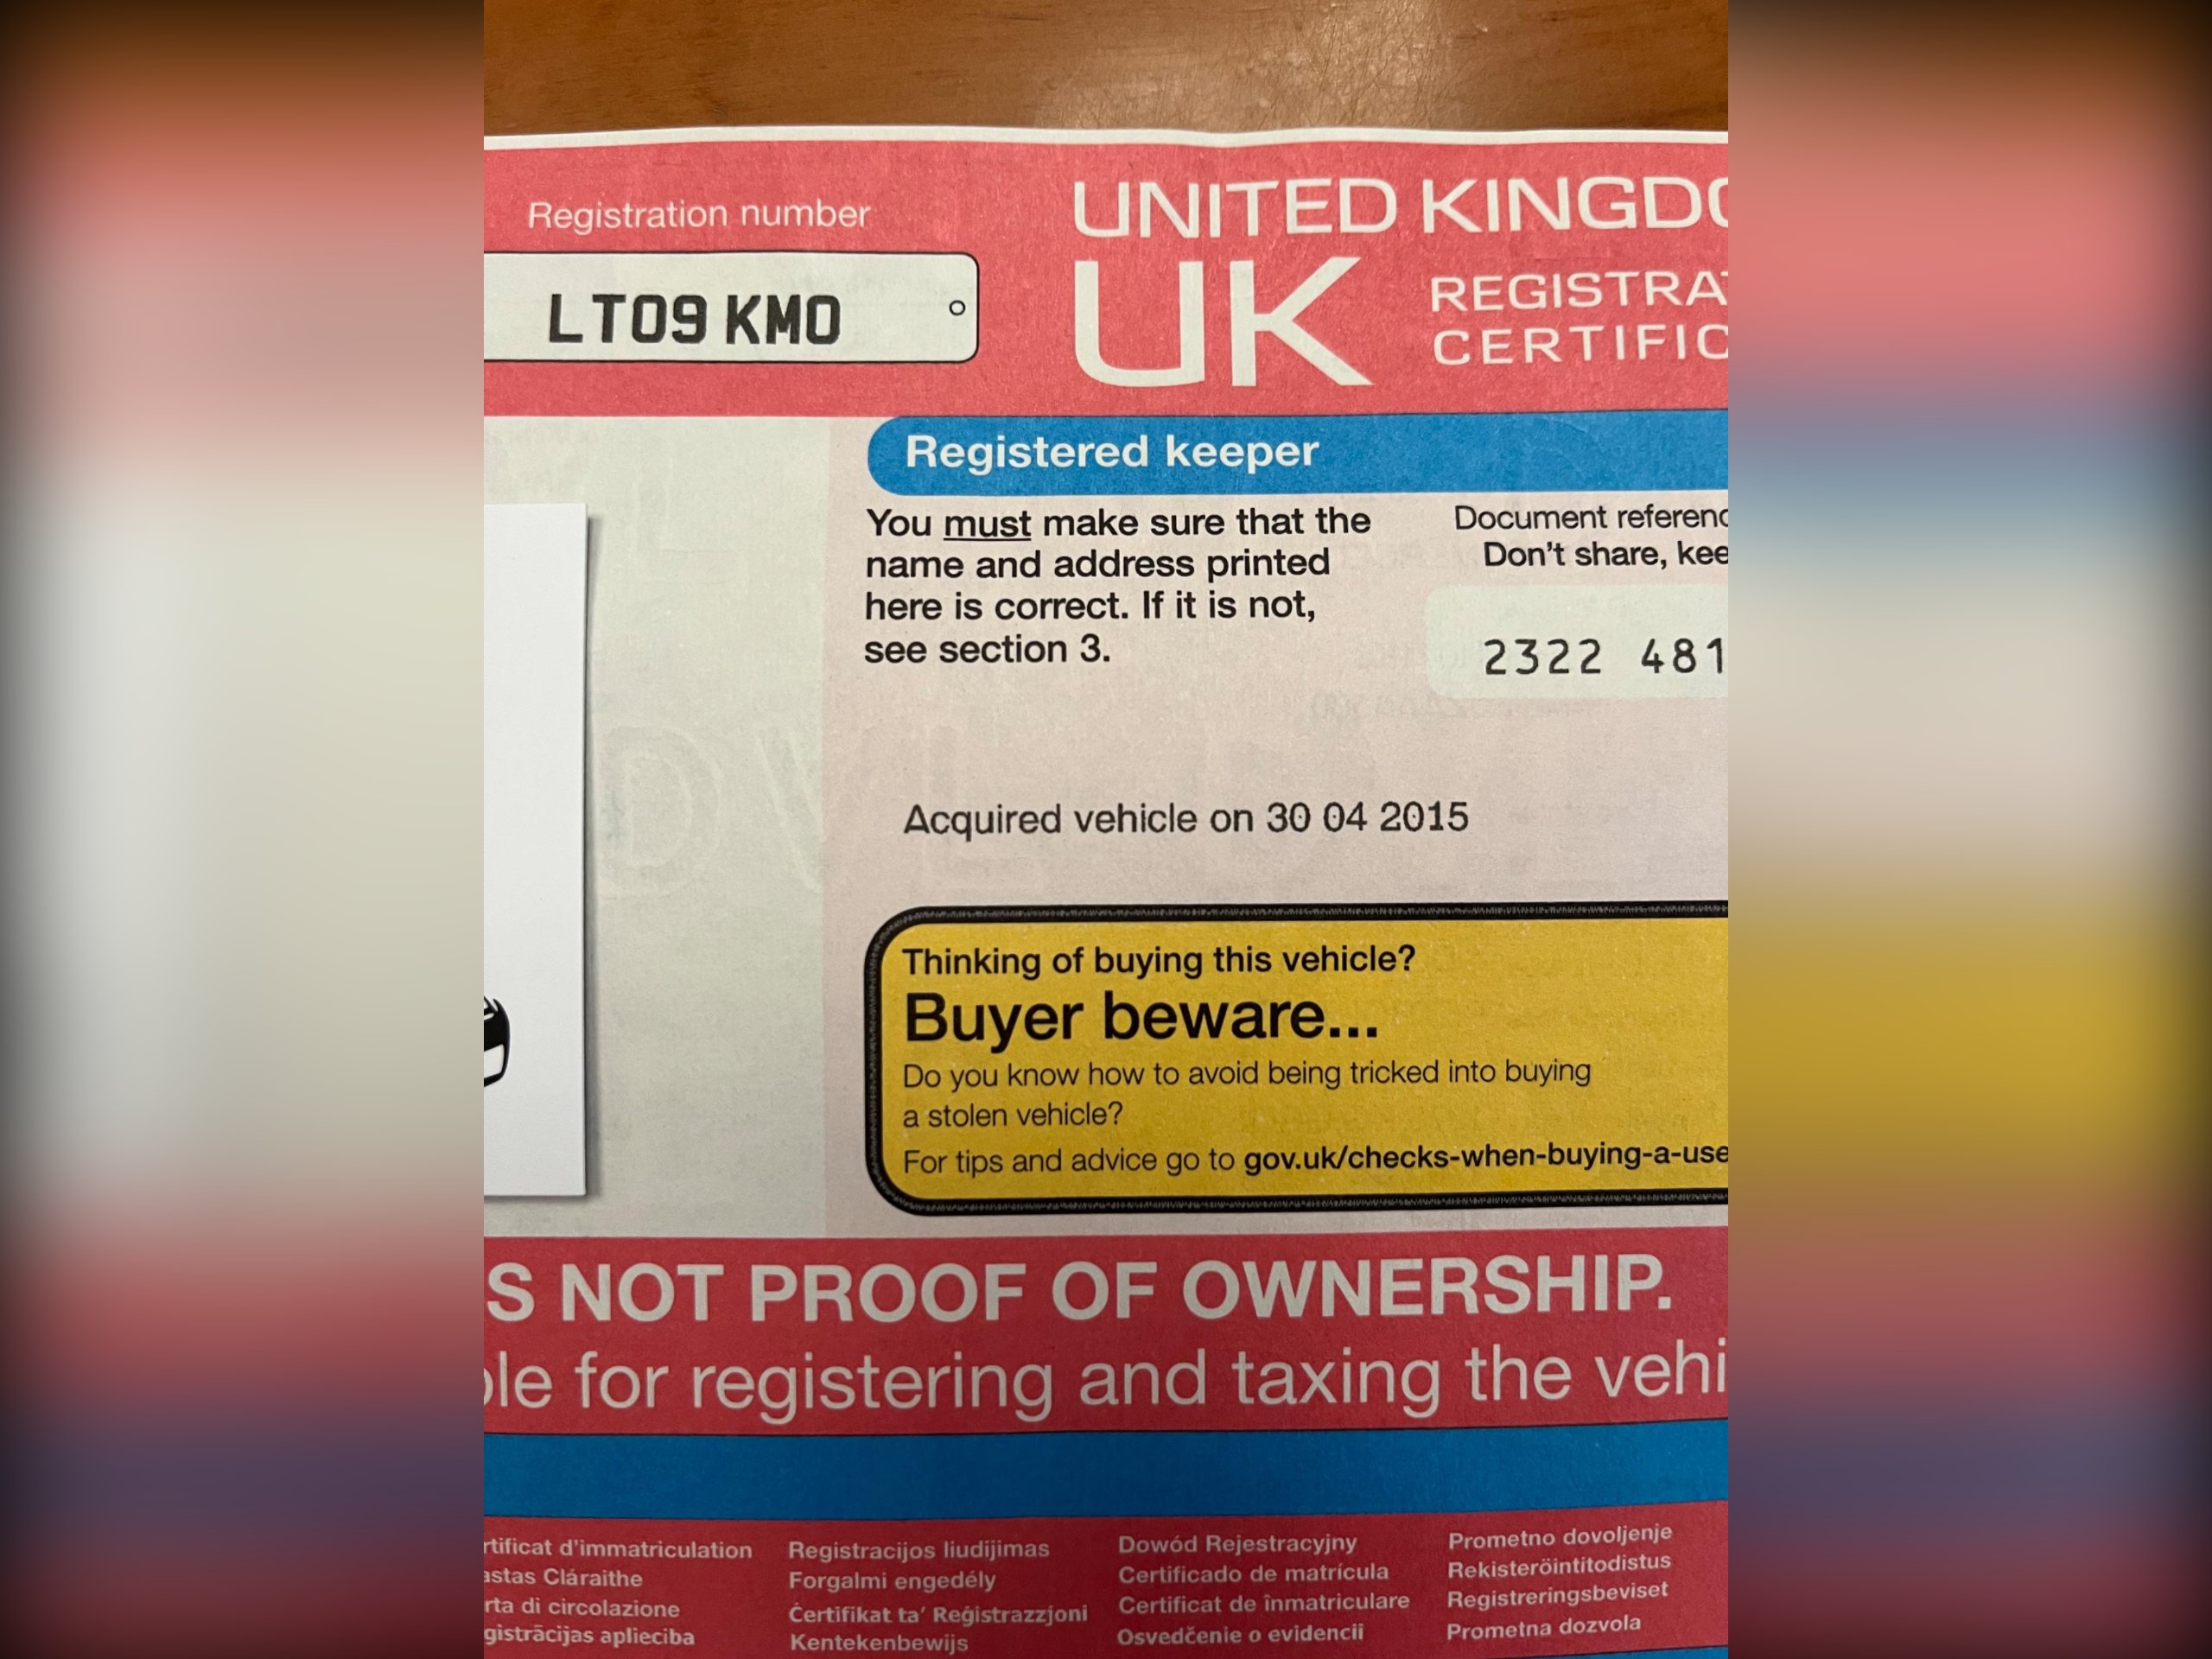 Registration number
LT09 KMO
UNITED KINGDO
UK
REGISTRAT
CERTIFIC
Registered keeper
You must make sure that the
name and address printed
here is correct. If it is not,
see section 3.
Document referenc
Don't share, kee
2322 481
Acquired vehicle on 30 04 2015
Thinking of buying this vehicle?
Buyer beware...
Do you know how to avoid being tricked into buying
a stolen vehicle?
For tips and advice go to gov.uk/checks-when-buying-a-use
S NOT PROOF OF OWNERSHIP.
le for registering and taxing the vehi
rtificat d'immatriculation
astas Cláraithe
rta di circolazione
gistrācijas apliecība
Registracijos liudijimas
Forgalmi engedély
Ċertifikat ta' Reġistrazzjoni
Kentekenbewijs
Dowód Rejestracyjny
Certificado de matrícula
Certificat de înmatriculare
Osvedčenie o evidencii
Prometno dovoljenje
Rekisteröintitodistus
Registreringsbeviset
Prometna dozvola